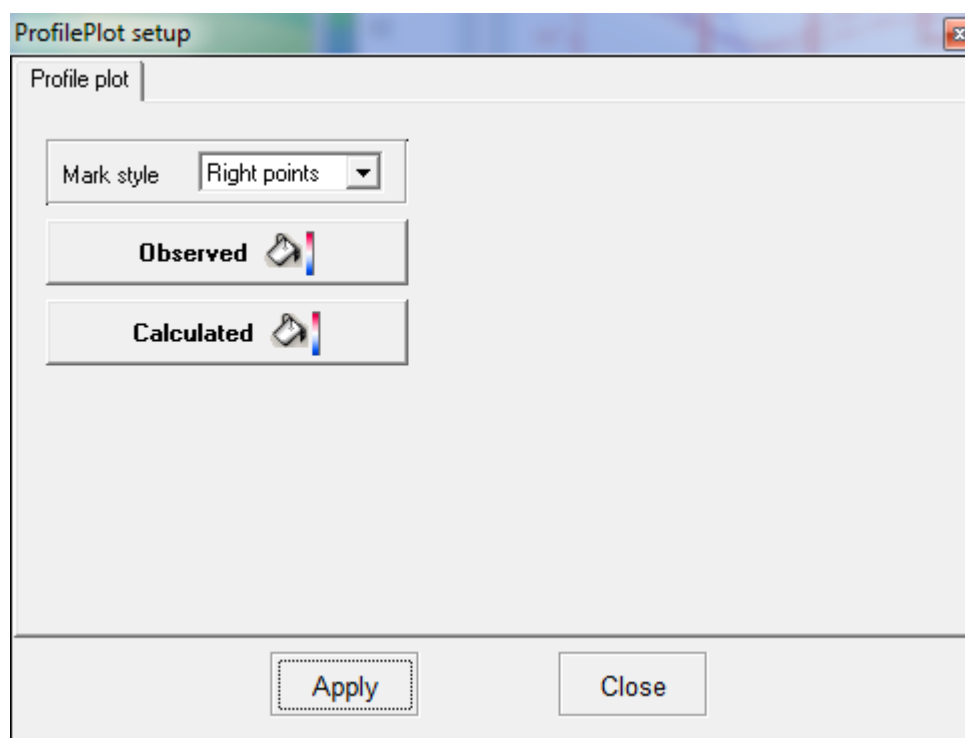 ProfilePlot setup
Profile plot
Mark style Right points
Observed
Calculated
Apply Close